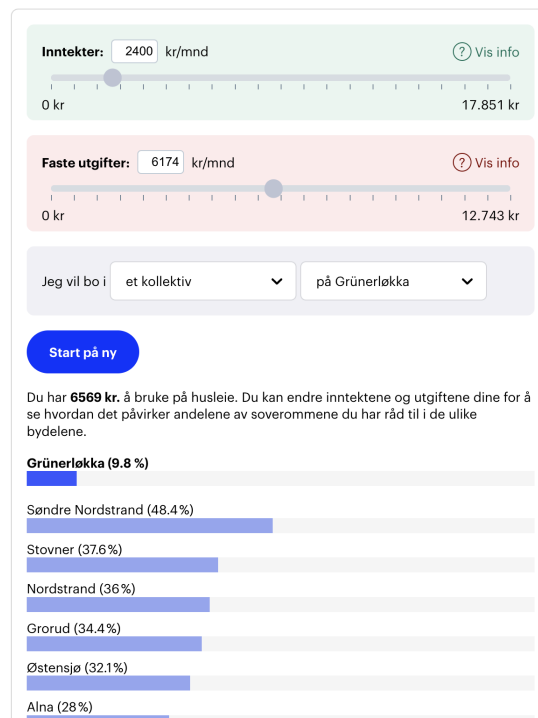 Inntekter: 2400 kr/mnd ? Vis info
0 kr 17.851 kr
Faste utgifter: 6174 kr/mnd ? Vis info
0 kr 12.743 kr
Jeg vil bo i et kollektiv på Grünerløkka
Start på ny
Du har 6569 kr. å bruke på husleie. Du kan endre inntektene og utgiftene dine for å
se hvordan det påvirker andelene av soverommene du har råd til i de ulike
bydelene.
Grünerløkka (9.8 %)
Søndre Nordstrand (48.4%)
Stovner (37.6%)
Nordstrand (36%)
Grorud (34.4%)
Østensjø (32.1%)
Alna (28%)